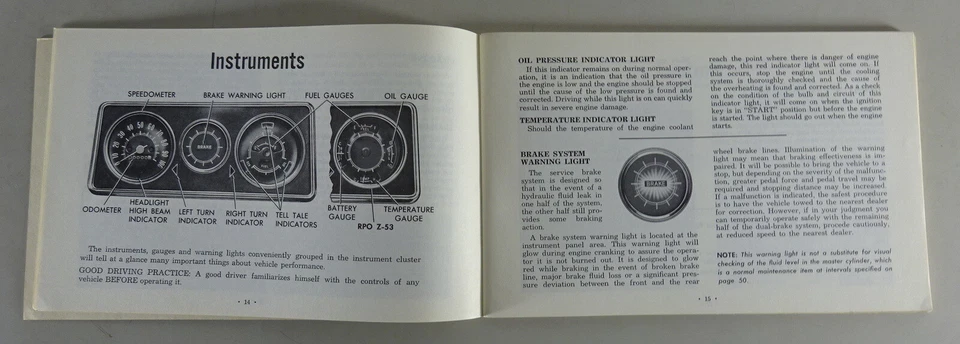 Instruments
SPEEDOMETER BRAKE WARNING LIGHT FUEL GAUGES OIL GAUGE
BRAKE
ODOMETER
HEADLIGHT
HIGH BEAM
INDICATOR
LEFT TURN
INDICATOR
RIGHT TURN
INDICATOR
TELL TALE
INDICATORS
BATTERY
GAUGE
TEMPERATURE
GAUGE
RPO Z-53
The instruments, gauges and warning lights conveniently grouped in the instrument cluster
will tell at a glance many important things about vehicle performance.
GOOD DRIVING PRACTICE: A good driver familiarizes himself with the controls of any
vehicle BEFORE operating it.
• 14 •
OIL PRESSURE INDICATOR LIGHT
If this indicator remains on during normal oper-
ation, it is an indication that the oil pressure in
the engine is low and the engine should be stopped
until the cause of the low pressure is found and
corrected. Driving while this light is on can quickly
result in severe engine damage.
TEMPERATURE INDICATOR LIGHT
Should the temperature of the engine coolant
reach the point where there is danger of engine
damage, this red indicator light will come on. If
this occurs, stop the engine until the cooling
system is thoroughly checked and the cause of
the overheating is found and corrected. As a check
on the condition of the bulb and circuit of this
indicator light, it will come on when the ignition
key is in "START" position but before the engine
is started. The light should go out when the engine
starts.
BRAKE SYSTEM
WARNING LIGHT
The service brake
system is designed so
that in the event of a
hydraulic fluid leak in
one half of the system,
the other half still pro-
vides some braking
action.
BRAKE
A brake system warning light is located at the
instrument panel area. This warning light will
glow during engine cranking to assure the opera-
tor it is not burned out. It is designed to glow
red while braking in the event of broken brake
line, major brake fluid loss or a significant pres-
sure deviation between the front and the rear
wheel brake lines. Illumination of the warning
light may mean that braking effectiveness is im-
paired. It will be possible to bring the vehicle to a
stop, but depending on the severity of the malfunc-
tion, greater pedal force and pedal travel may be
required and stopping distance may be increased.
If a malfunction is indicated, the safest procedure
is to have the vehicle towed to the nearest dealer
for correction. However, if in your judgment you
can temporarily operate safely with the remaining
half of the dual-brake system, procede cautiously,
at reduced speed to the nearest dealer.
NOTE: This warning light is not a substitute for visual
checking of the fluid level in the master cylinder, which
is a normal maintenance item at intervals specified on
page 50.
• 15 •